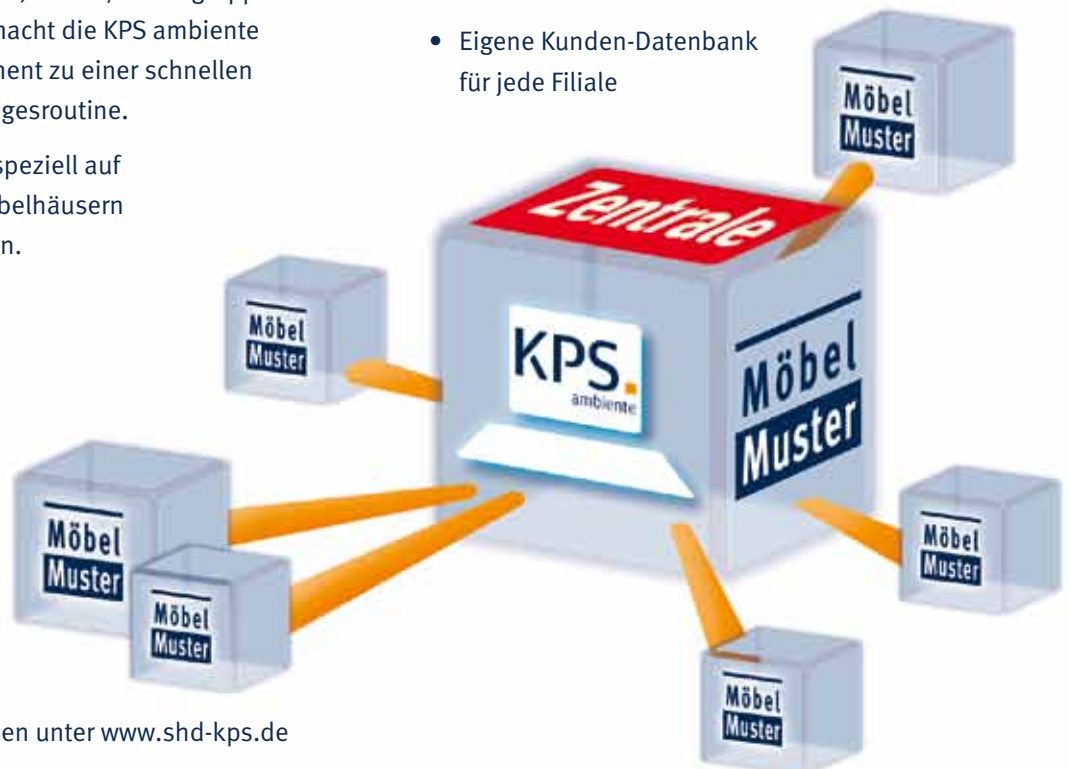 macht die KPS ambiente
ment zu einer schnellen
gesroutine.
speziell auf
belhäusern
n.
• Eigene Kunden-Datenbank
für jede Filiale
Möbel
Muster
Zentrale
Möbel
Muster
KPS.
ambiente
Möbel
Muster
Möbel
Muster
Möbel
Muster
Möbel
Muster
Möbel
Muster
en unter www.shd-kps.de